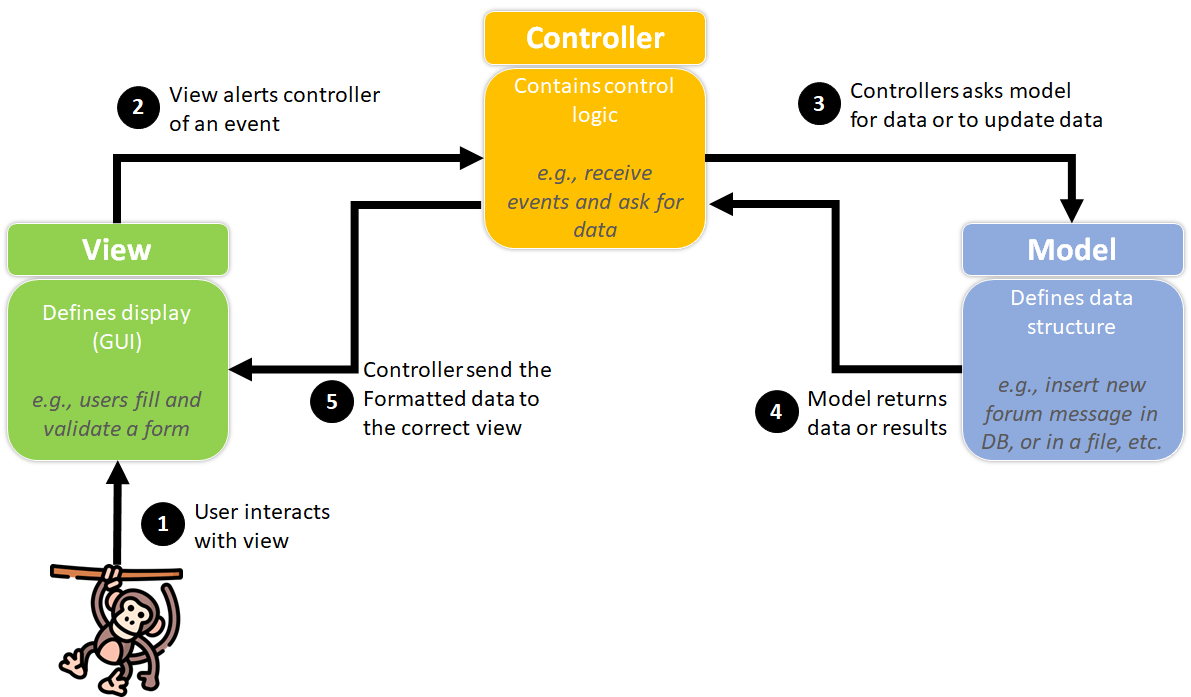 Controller
Contains control
logic
e.g., receive
events and ask for
data
2
View alerts controller
of an event
3
Controllers asks model
for data or to update data
View
Defines display
(GUI)
e.g., users fill and
validate a form
Model
Defines data
structure
e.g., insert new
forum message in
DB, or in a file, etc.
5
Controller send the
Formatted data to
the correct view
4
Model returns
data or results
1
User interacts
with view